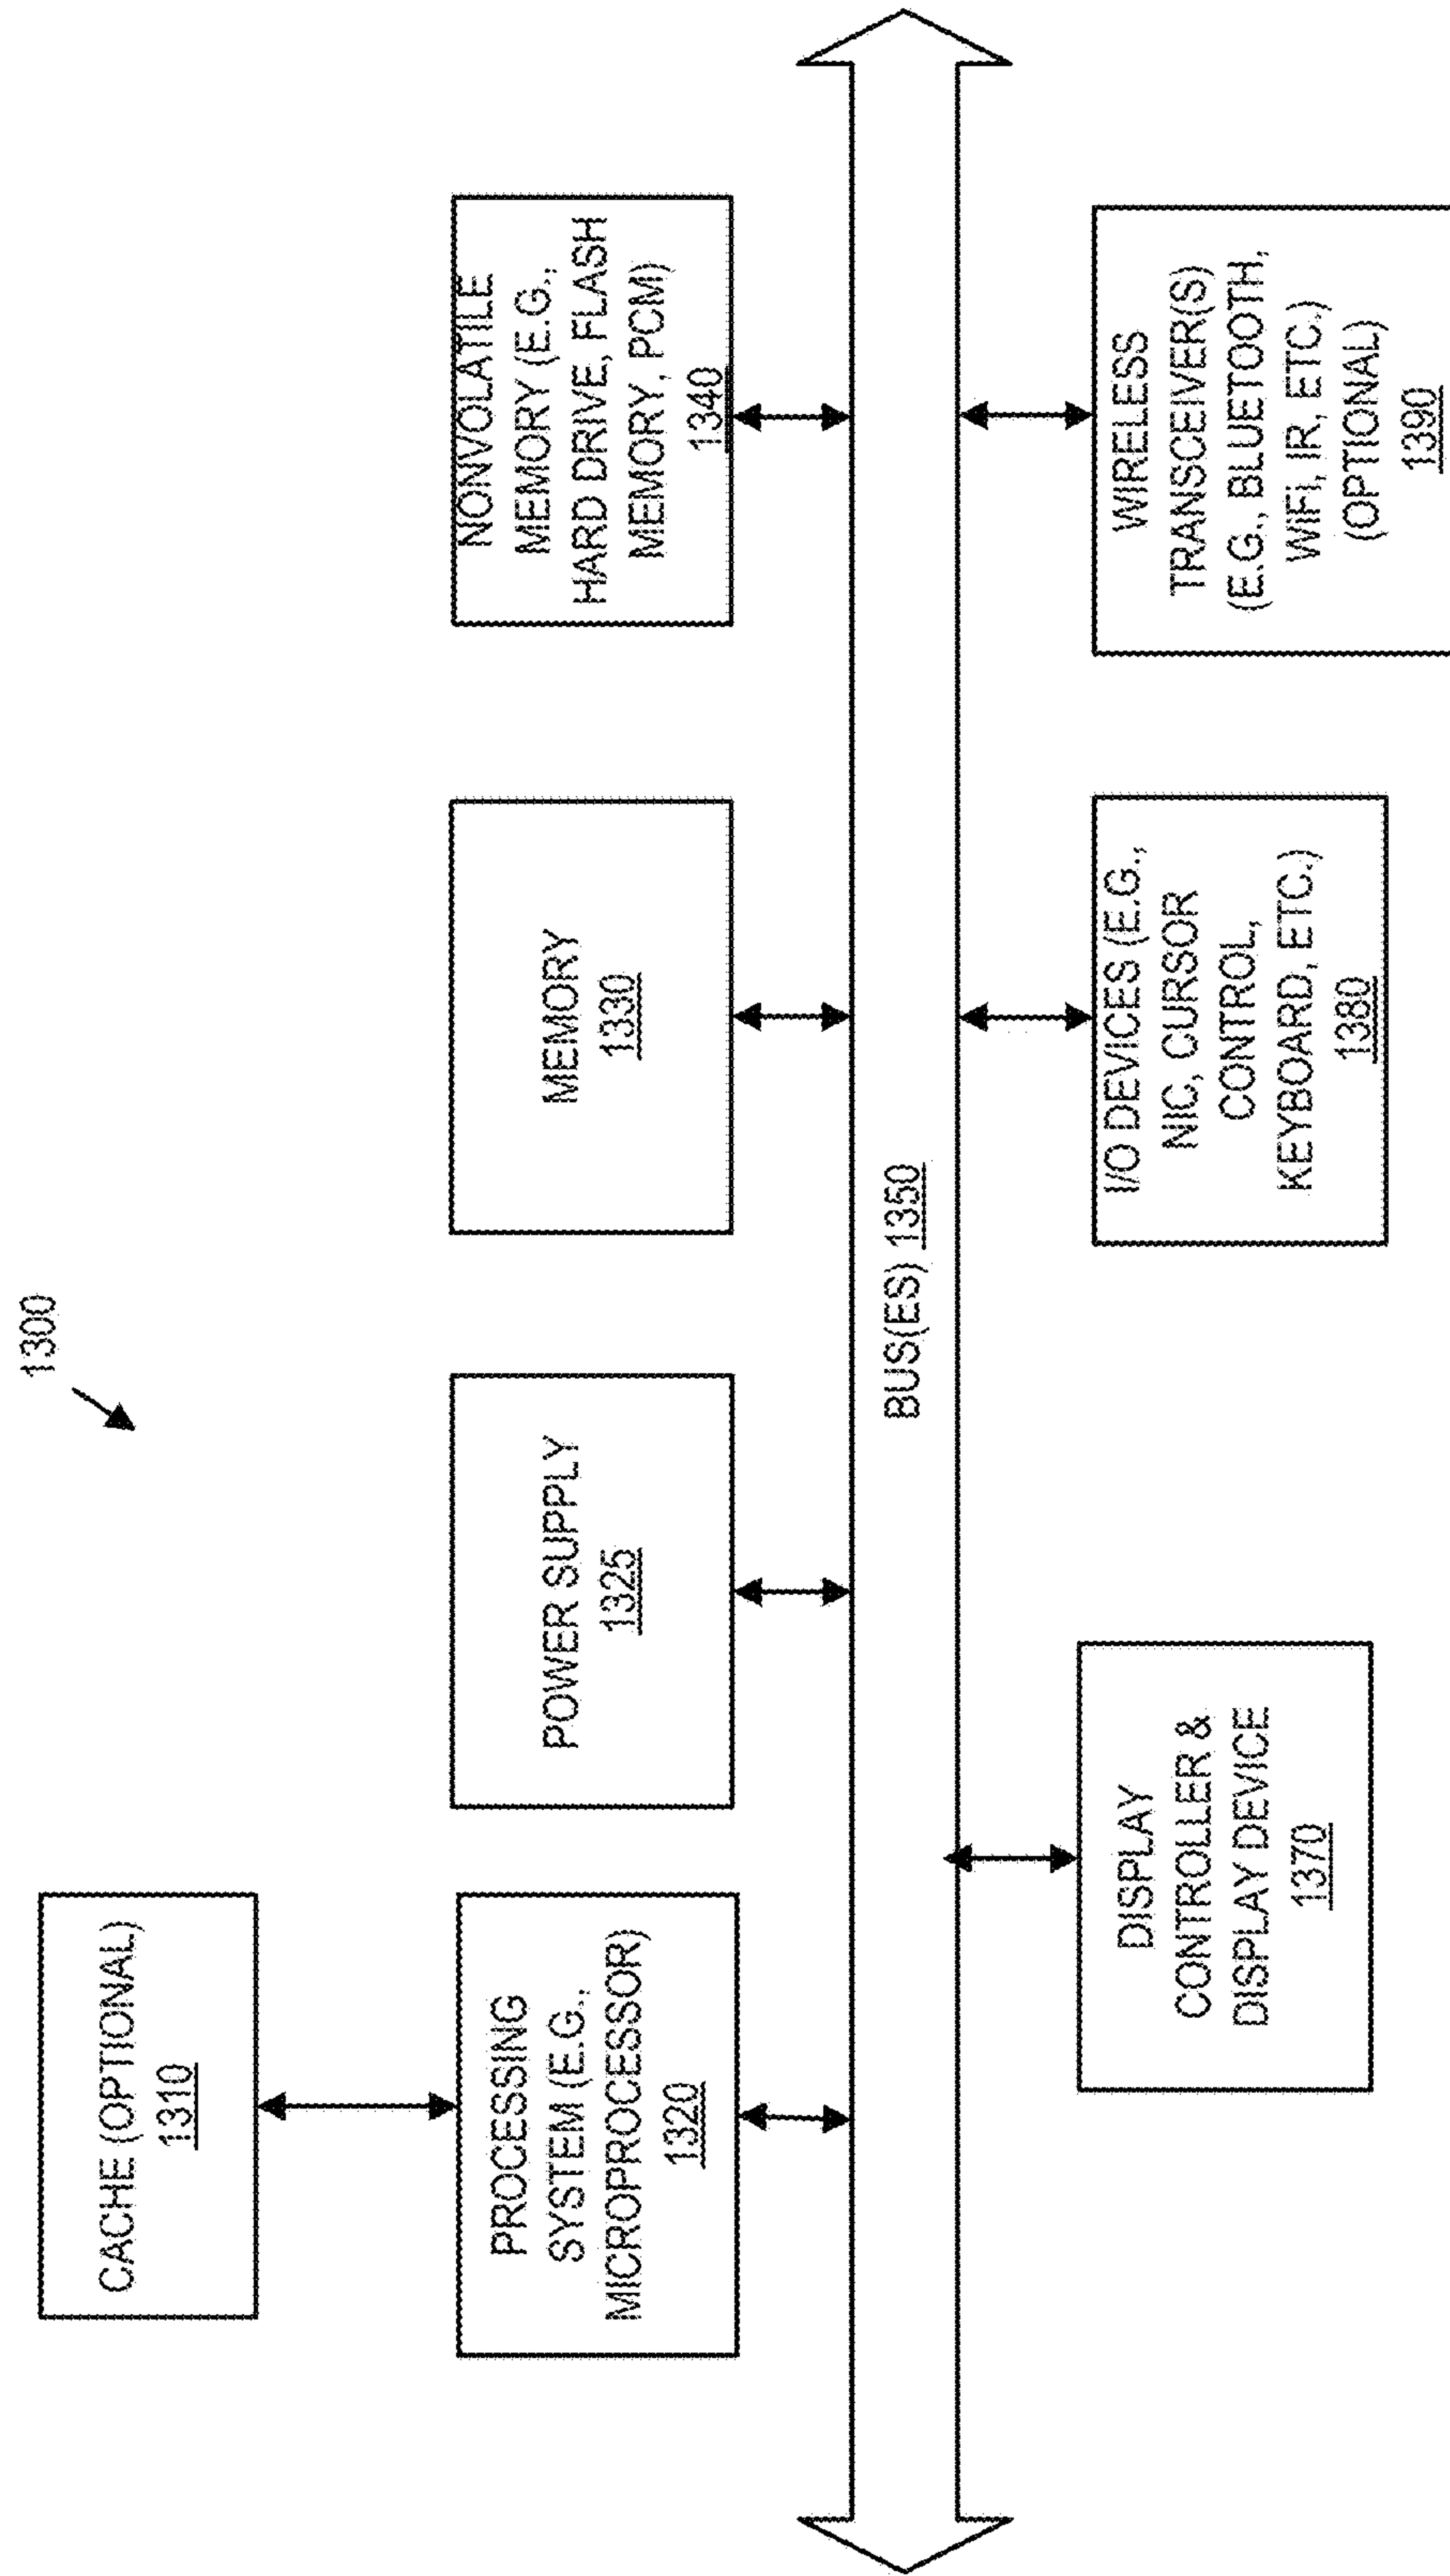 1300
CACHE (OPTIONAL)
1310
PROCESSING
SYSTEM (E.G.,
MICROPROCESSOR)
1320
POWER SUPPLY
1325
MEMORY
1330
NONVOLATILE
MEMORY (E.G.,
HARD DRIVE, FLASH
MEMORY, PCM)
1340
BUS(ES) 1350
DISPLAY
CONTROLLER &
DISPLAY DEVICE
1370
I/O DEVICES (E.G.,
NIC, CURSOR
CONTROL,
KEYBOARD, ETC.)
1380
WIRELESS
TRANSCEIVER(S)
(E.G., BLUETOOTH,
WiFi, IR, ETC.)
(OPTIONAL)
1390